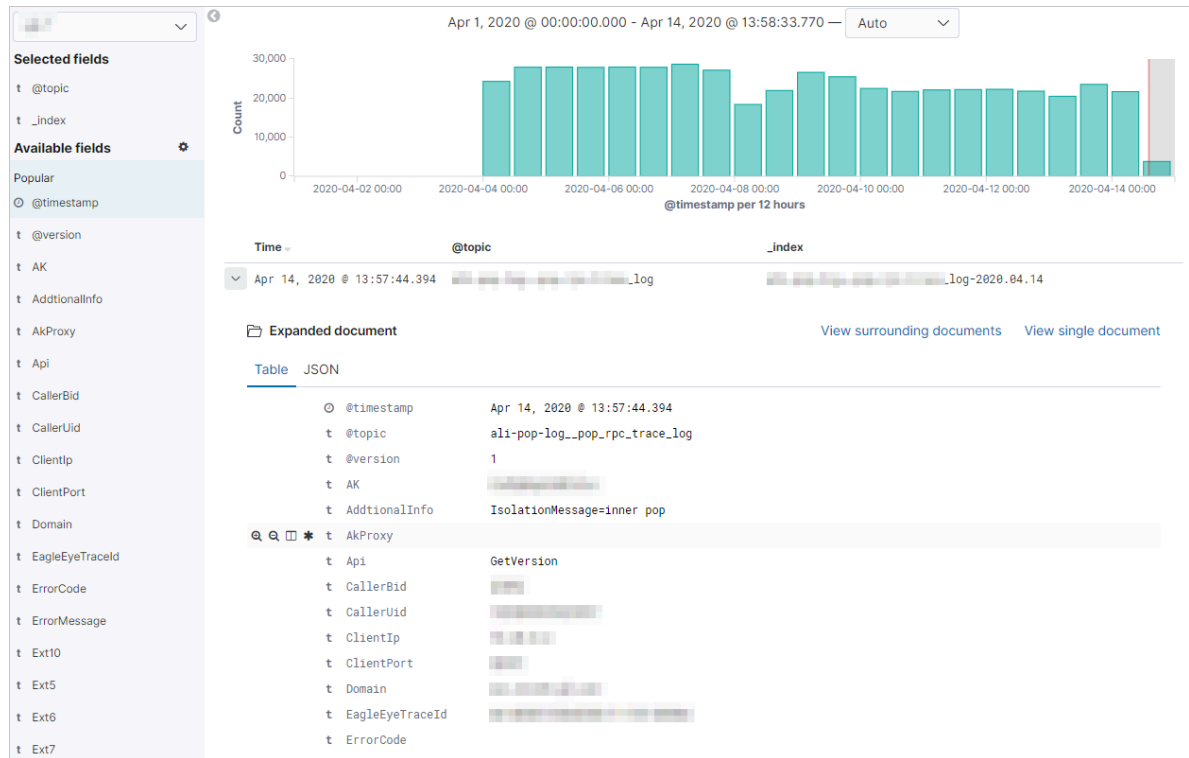 Apr 1, 2020 @ 00:00:00.000 - Apr 14, 2020 @ 13:58:33.770 — Auto
Selected fields
t @topic
t _index
Available fields
Popular
@timestamp
t @version
t AK
t AddtionalInfo
t AkProxy
t Api
t CallerBid
t CallerUid
t ClientIp
t ClientPort
t Domain
t EagleEyeTraceId
t ErrorCode
t ErrorMessage
t Ext10
t Ext5
t Ext6
t Ext7
30,000
20,000
10,000
0
Count
2020-04-02 00:00 2020-04-04 00:00 2020-04-06 00:00 2020-04-08 00:00 2020-04-10 00:00 2020-04-12 00:00 2020-04-14 00:00
@timestamp per 12 hours
Time @topic _index
Apr 14, 2020 @ 13:57:44.394 _log _log-2020.04.14
Expanded document View surrounding documents View single document
Table JSON
@timestamp Apr 14, 2020 @ 13:57:44.394
t @topic ali-pop-log__pop_rpc_trace_log
t @version 1
t AK
t AddtionalInfo IsolationMessage=inner pop
t AkProxy
t Api GetVersion
t CallerBid
t CallerUid
t ClientIp
t ClientPort
t Domain
t EagleEyeTraceId
t ErrorCode